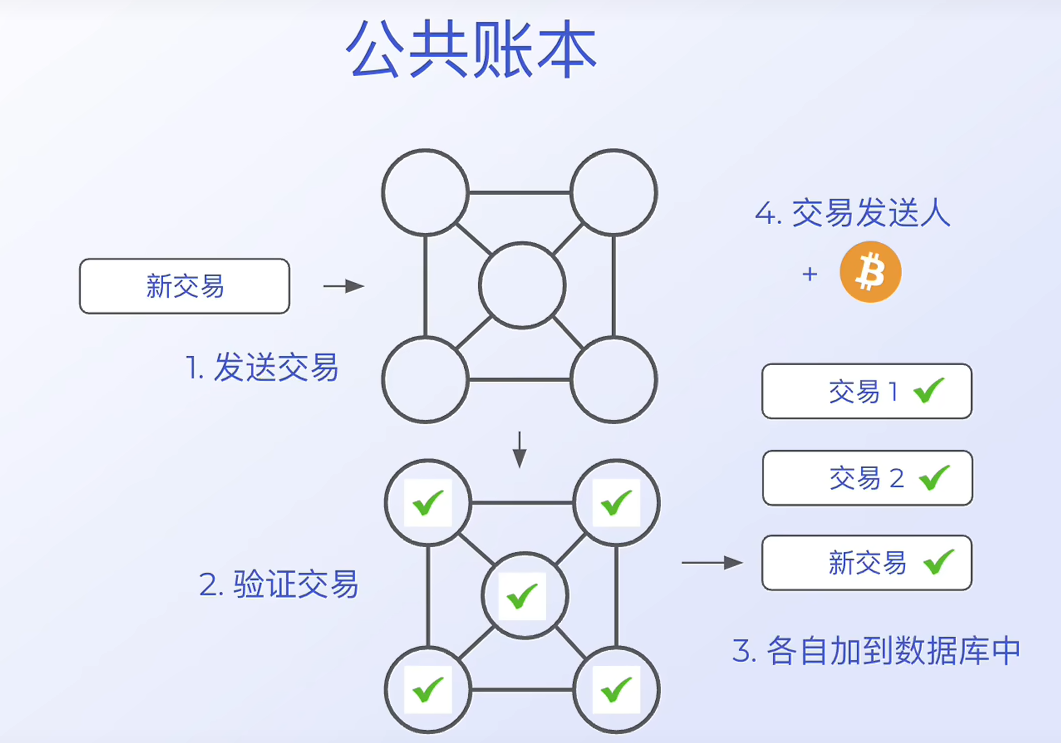 公共账本
新交易
1. 发送交易
2. 验证交易
4. 交易发送人
+
交易 1
交易 2
新交易
3. 各自加到数据库中